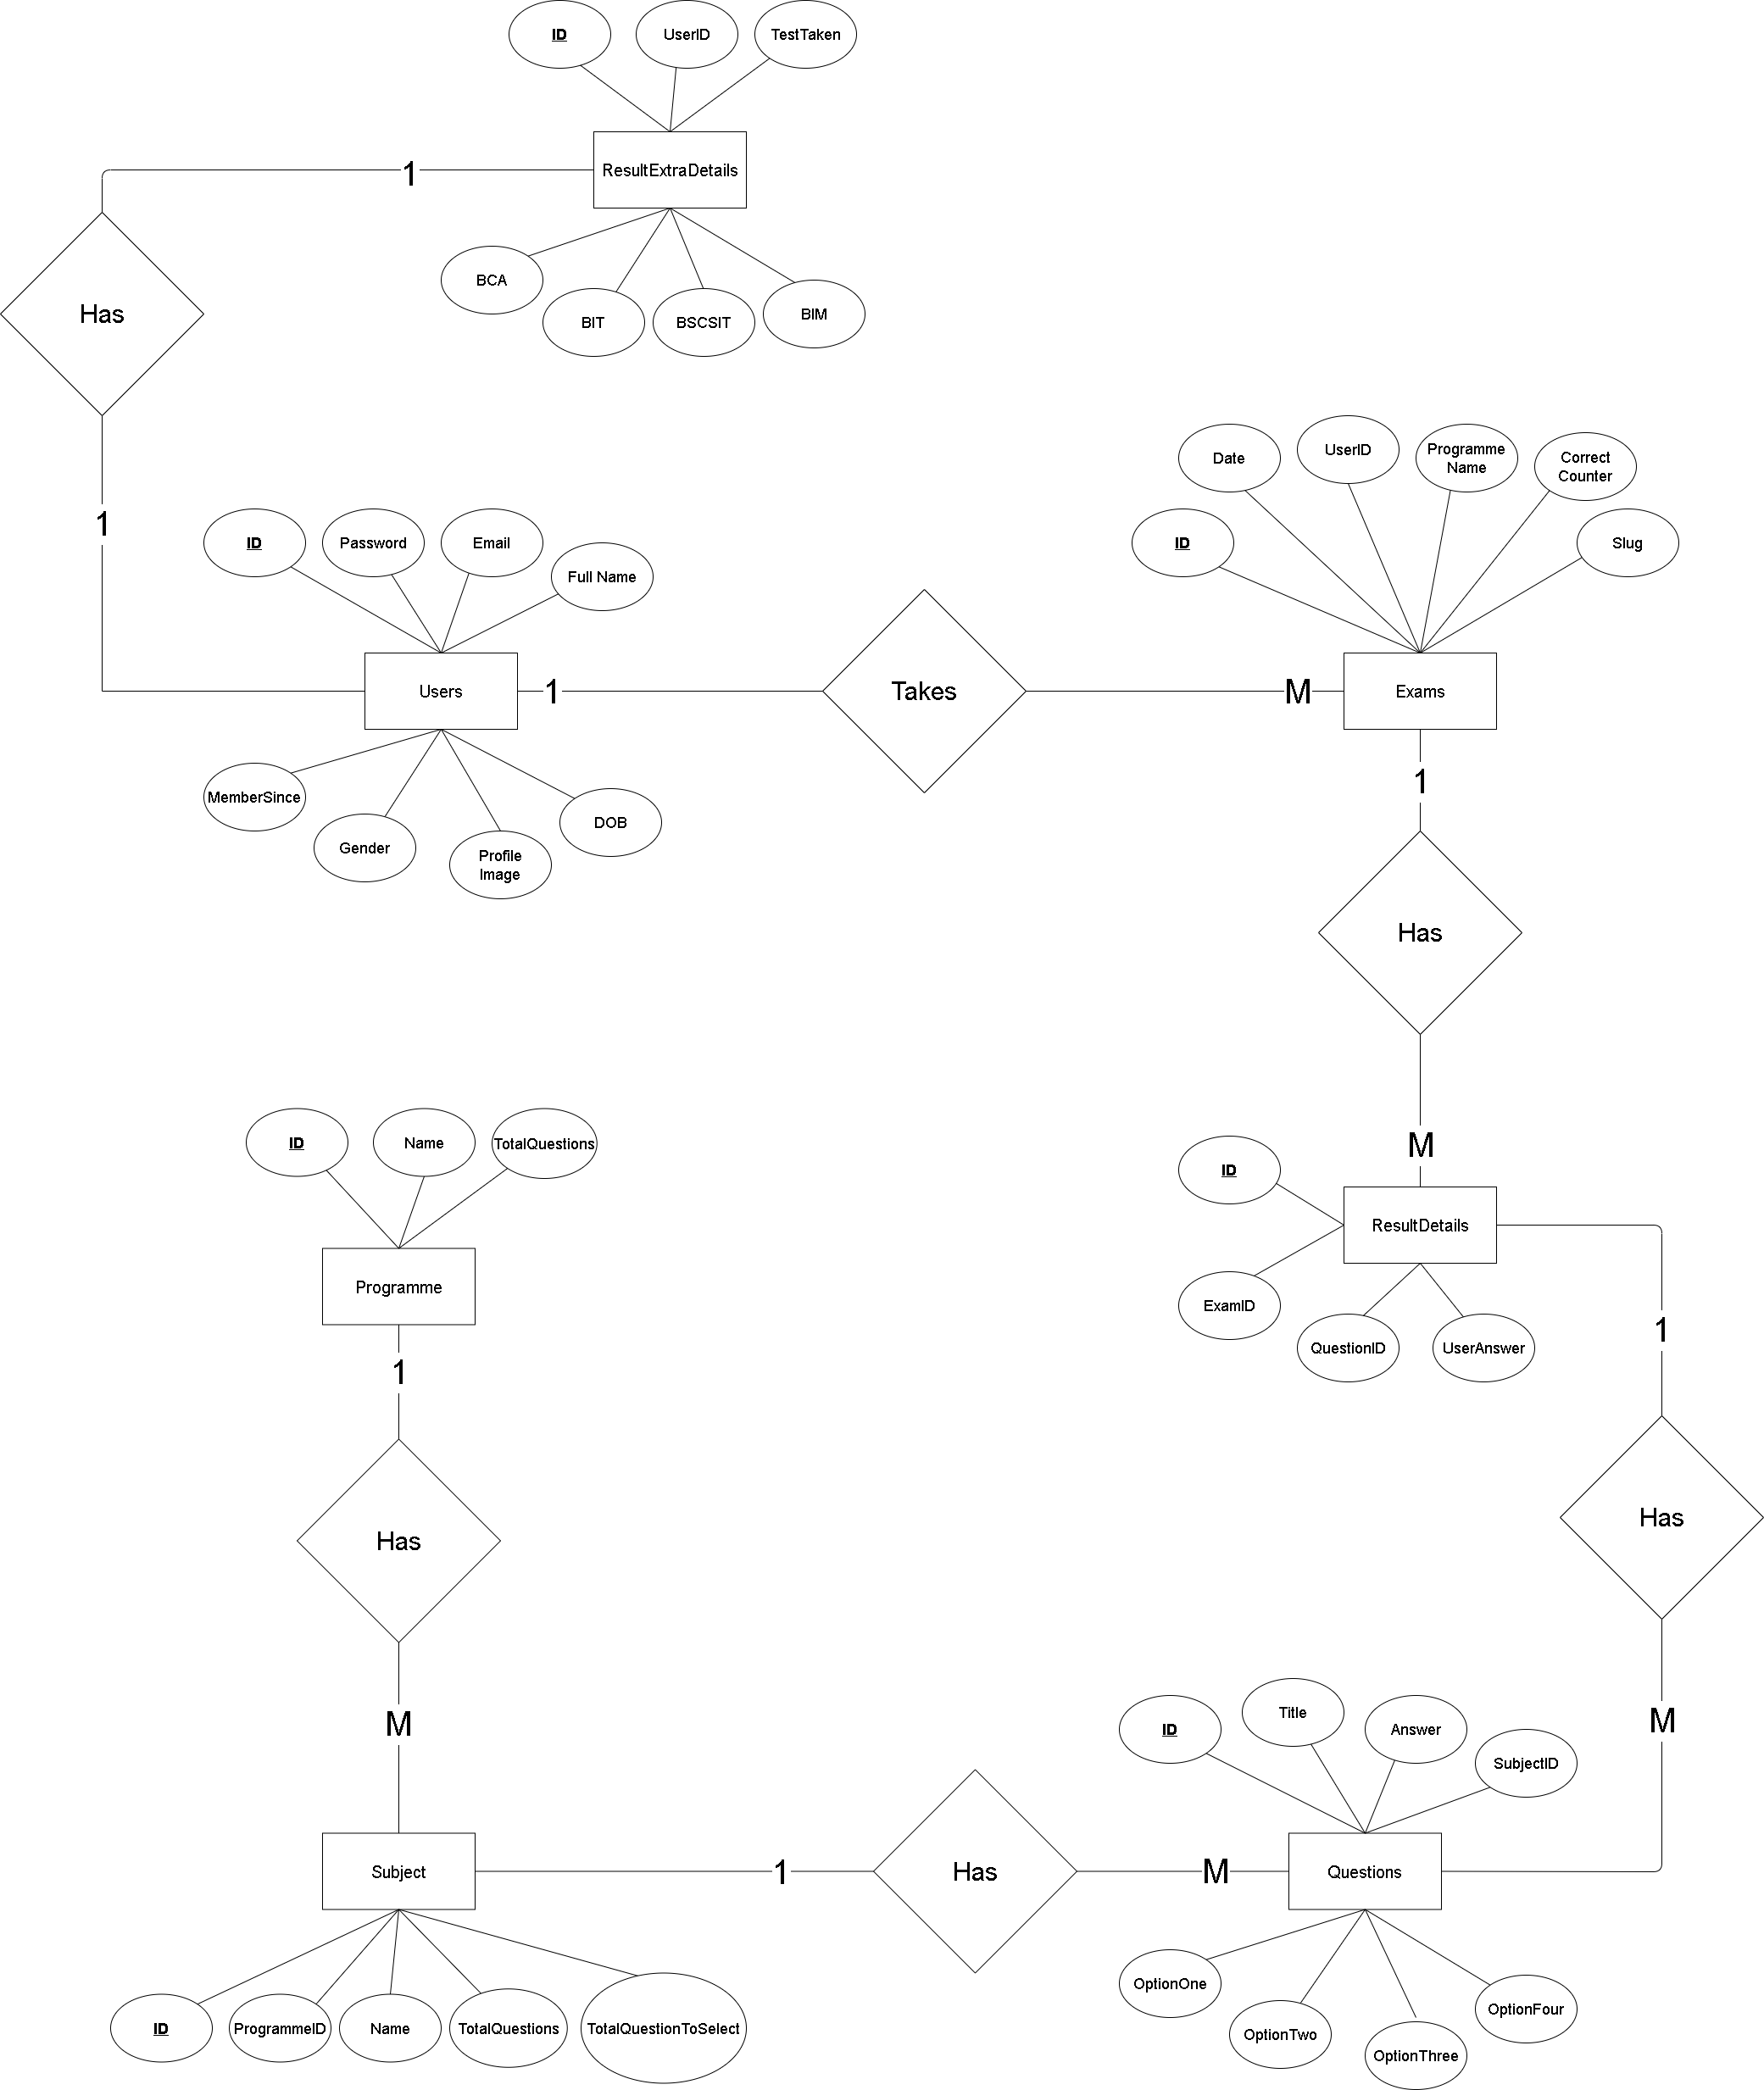 ID
UserID
TestTaken
ResultExtraDetails
1
BCA
BIT
BSCSIT
BIM
Has
1
ID
Password
Email
Full Name
Date
UserID
Programme
Name
Correct
Counter
ID
Slug
Users
1
Takes
M
Exams
MemberSince
Gender
Profile
Image
DOB
1
Has
M
ID
Name
TotalQuestions
ID
ResultDetails
ExamID
QuestionID
UserAnswer
Programme
1
1
Has
Has
M
M
ID
Title
Answer
SubjectID
Subject
1
Has
M
Questions
ID
ProgrammeID
Name
TotalQuestions
TotalQuestionToSelect
OptionOne
OptionTwo
OptionThree
OptionFour